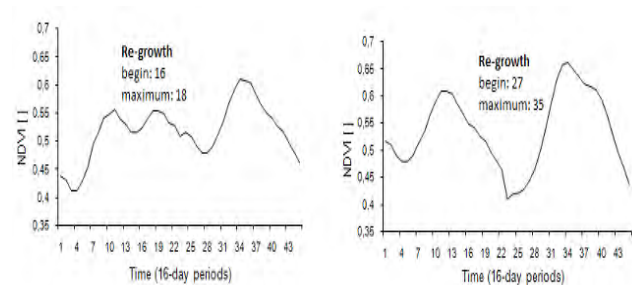 0,7
0,65
0,6
0,55
0,5
0,45
0,4
0,35
NDVI [ ]
Re-growth
begin: 16
maximum: 18
1 4 7 10 13 16 19 22 25 28 31 34 37 40 43
Time (16-day periods)
0,7
0,65
0,6
0,55
0,5
0,45
0,4
0,35
NDVI [ ]
Re-growth
begin: 27
maximum: 35
1 4 7 10 13 16 19 22 25 28 31 34 37 40 43
Time (16-day periods)